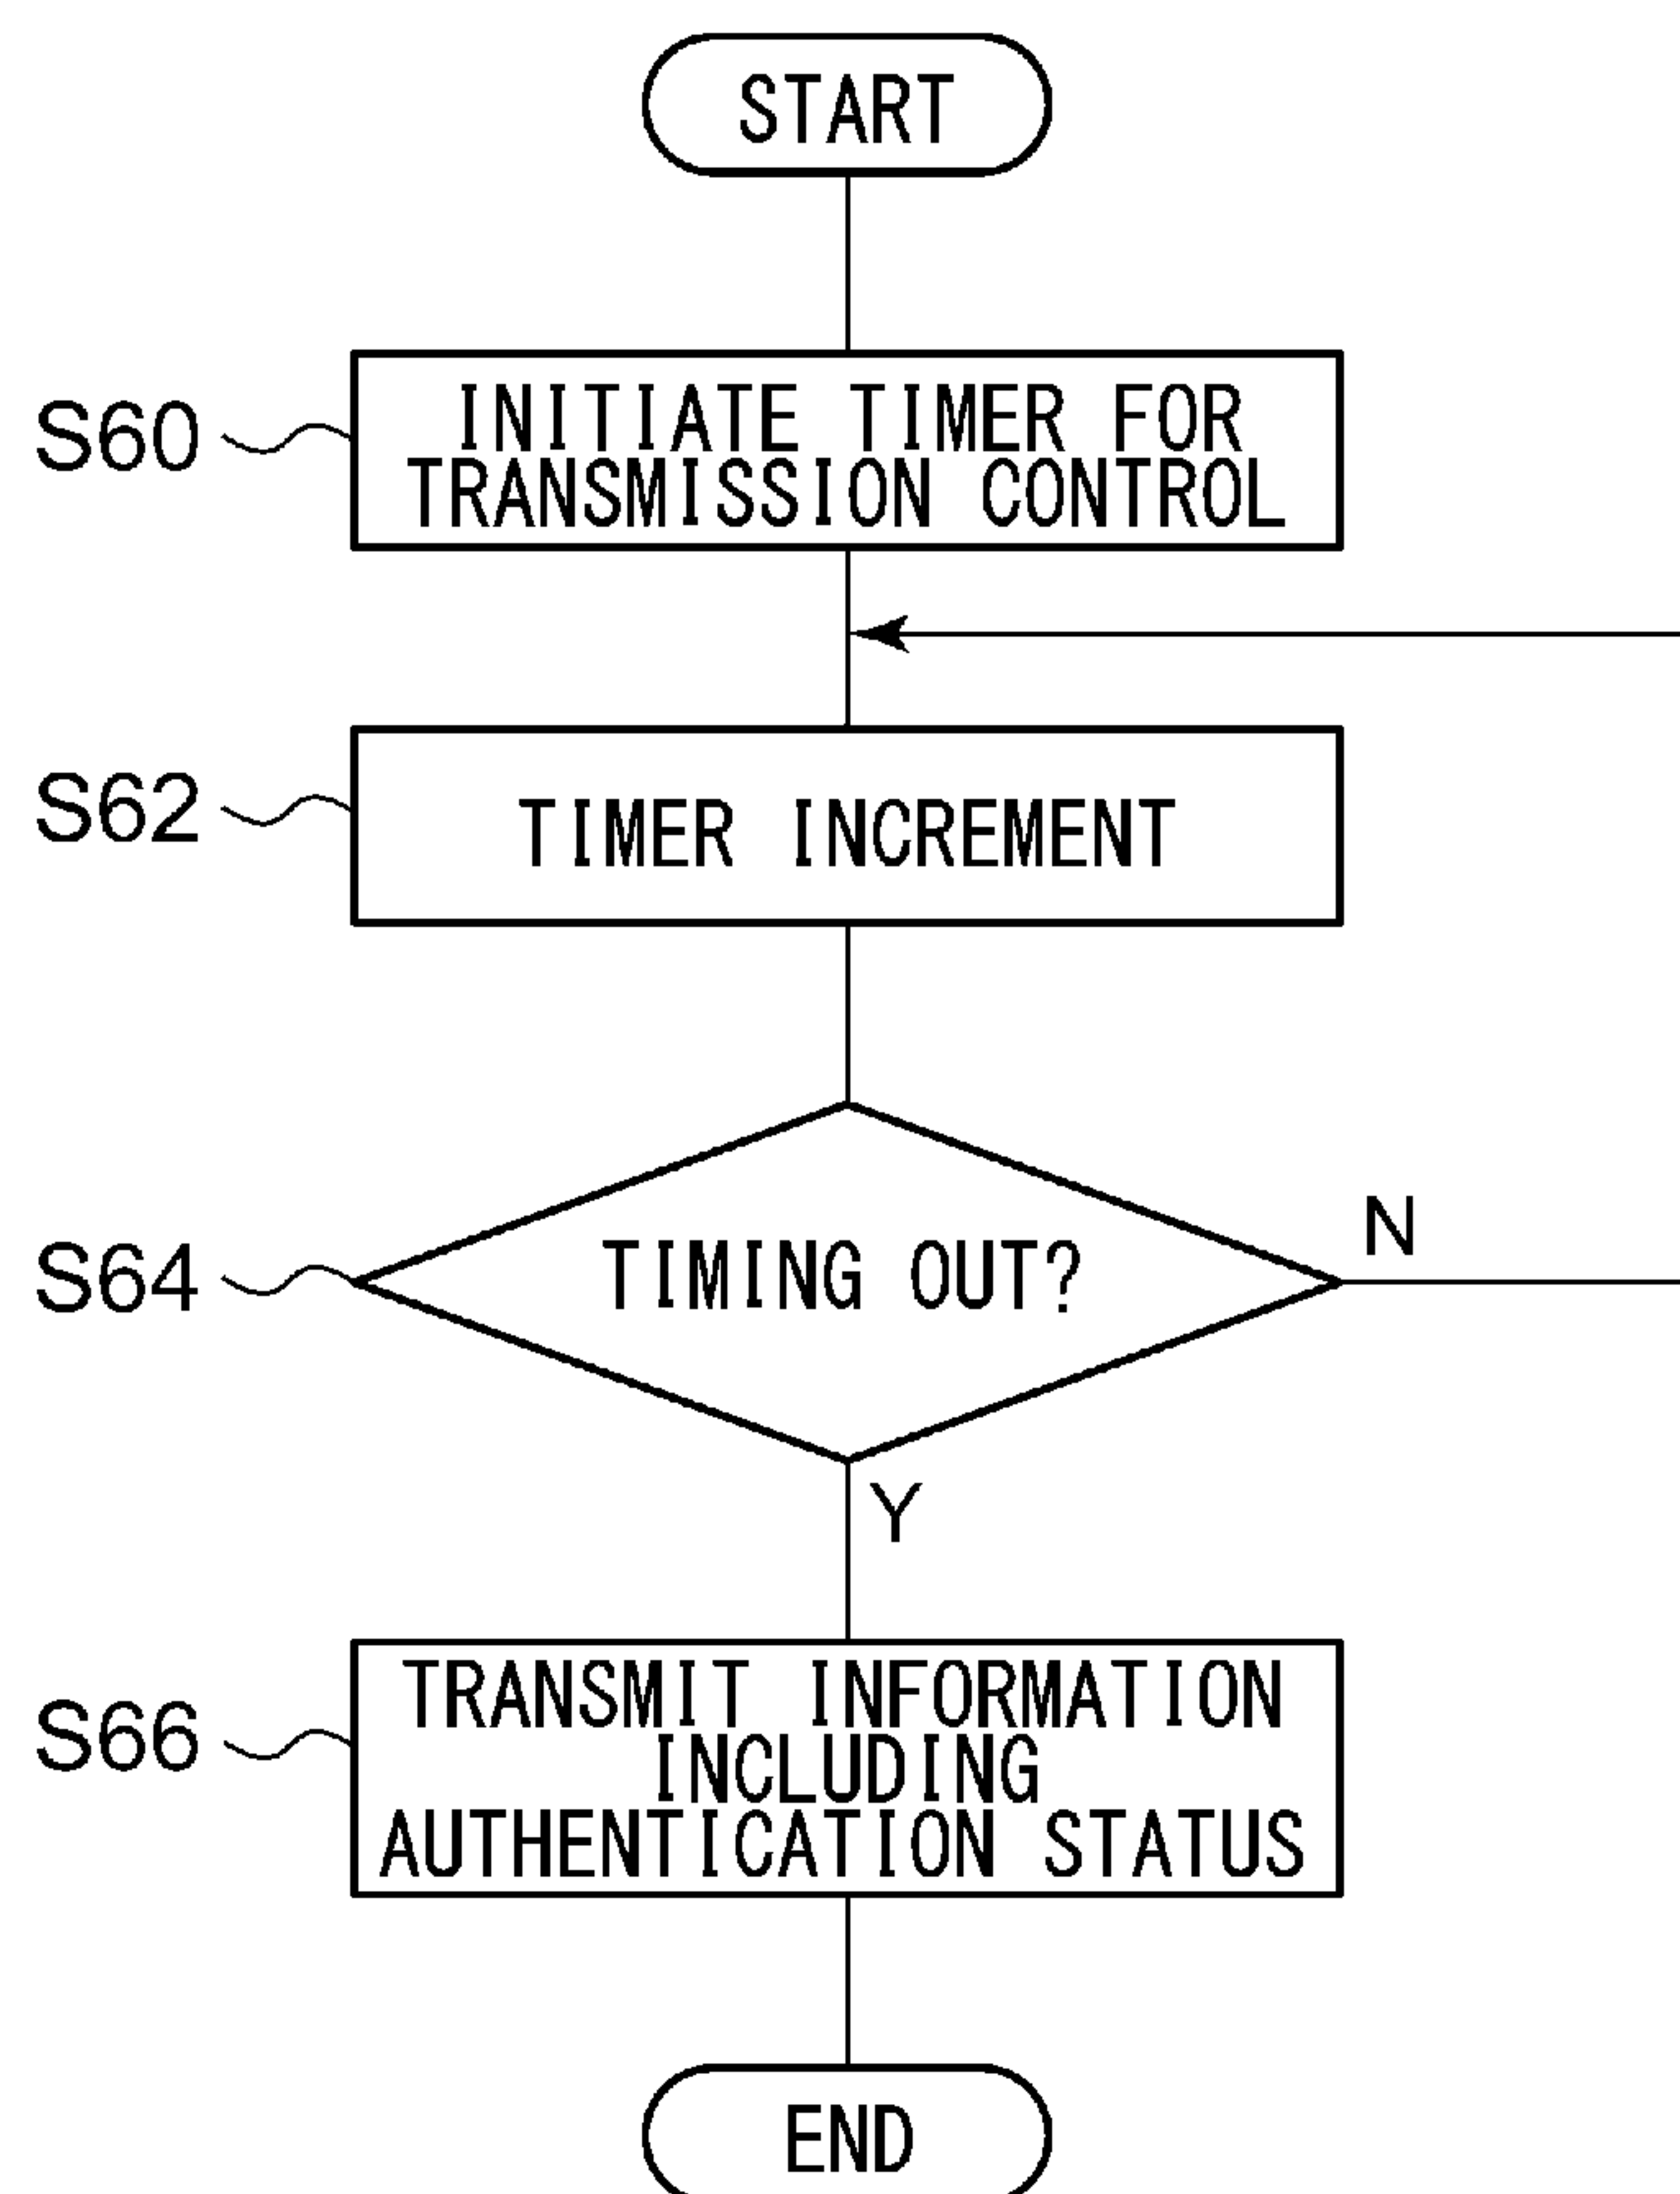 START
S60
INITIATE TIMER FOR
TRANSMISSION CONTROL
S62
TIMER INCREMENT
S64
TIMING OUT?
N
Y
S66
TRANSMIT INFORMATION
INCLUDING
AUTHENTICATION STATUS
END